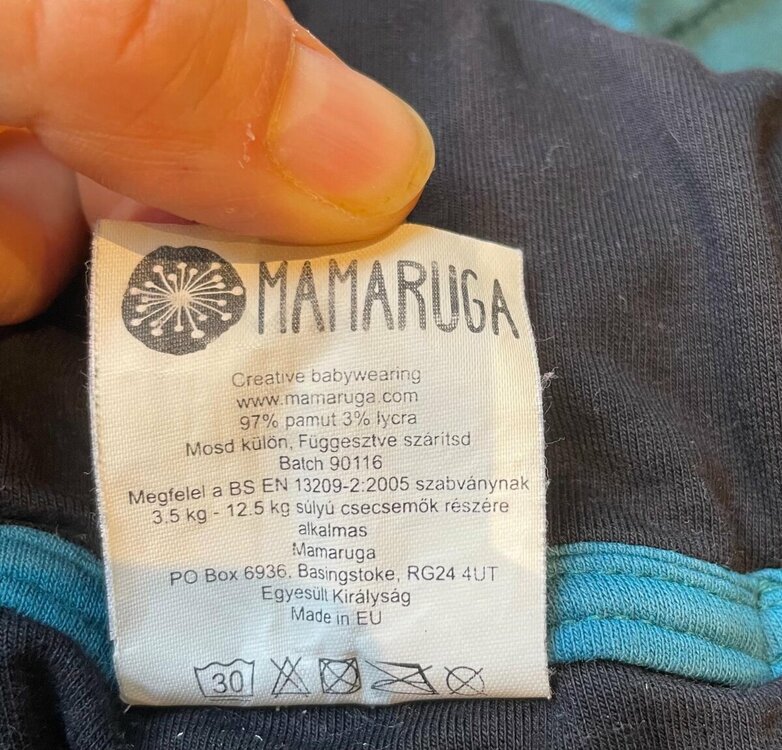 MAMARUGA
Creative babywearing
www.mamaruga.com
97% pamut 3% lycra
Mosd külön, Függesztve szárítsd
Batch 90116
Megfelel a BS EN 13209-2:2005 szabványnak
3.5 kg - 12.5 kg súlyú csecsemők részére
alkalmas
Mamaruga
PO Box 6936. Basingstoke, RG24 4UT
Egyesült Királyság
Made in EU
30